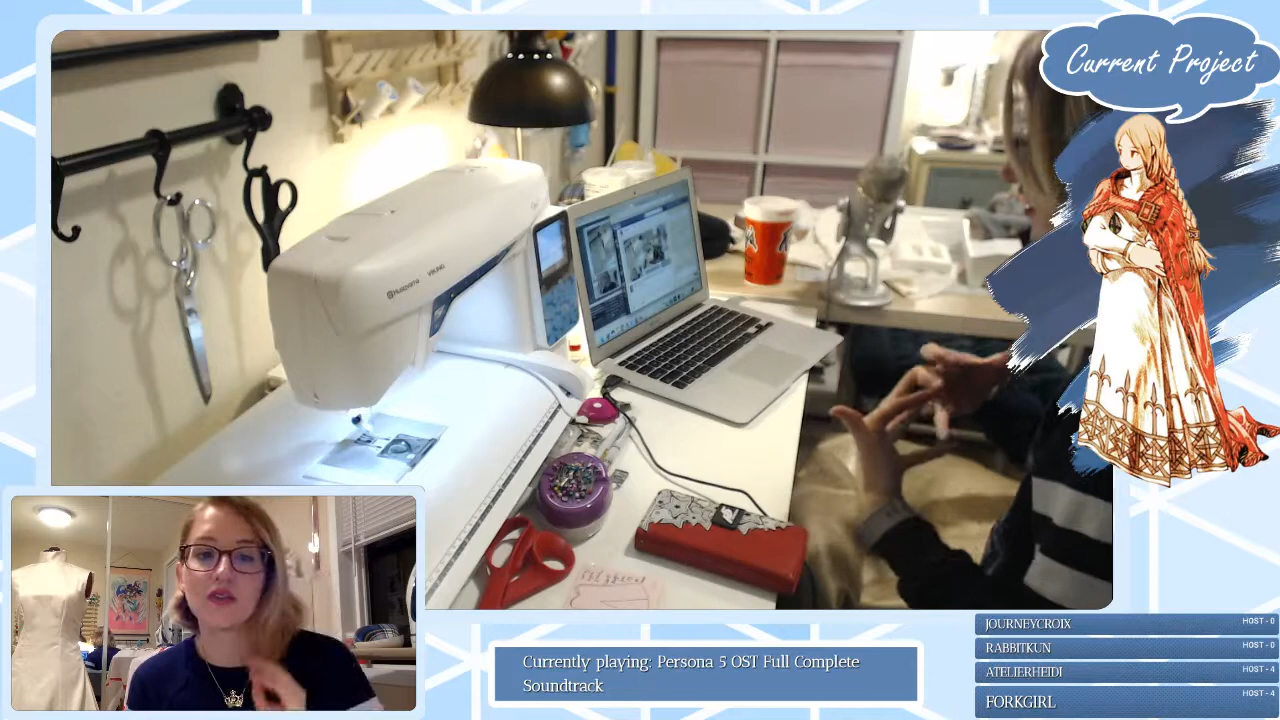 Current Project
HUSQVARNA VIKING
Currently playing: Persona 5 OST Full Complete
Soundtrack
JOURNEYCROIX HOST - 0
RABBITKUN HOST - 0
ATELIERHEIDI HOST - 4
FORKGIRL HOST - 4